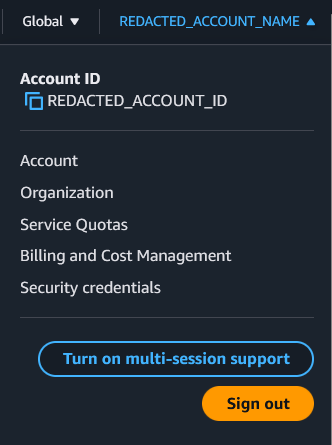 Global REDACTED_ACCOUNT_NAME
Account ID
REDACTED_ACCOUNT_ID
Account
Organization
Service Quotas
Billing and Cost Management
Security credentials
Turn on multi-session support
Sign out